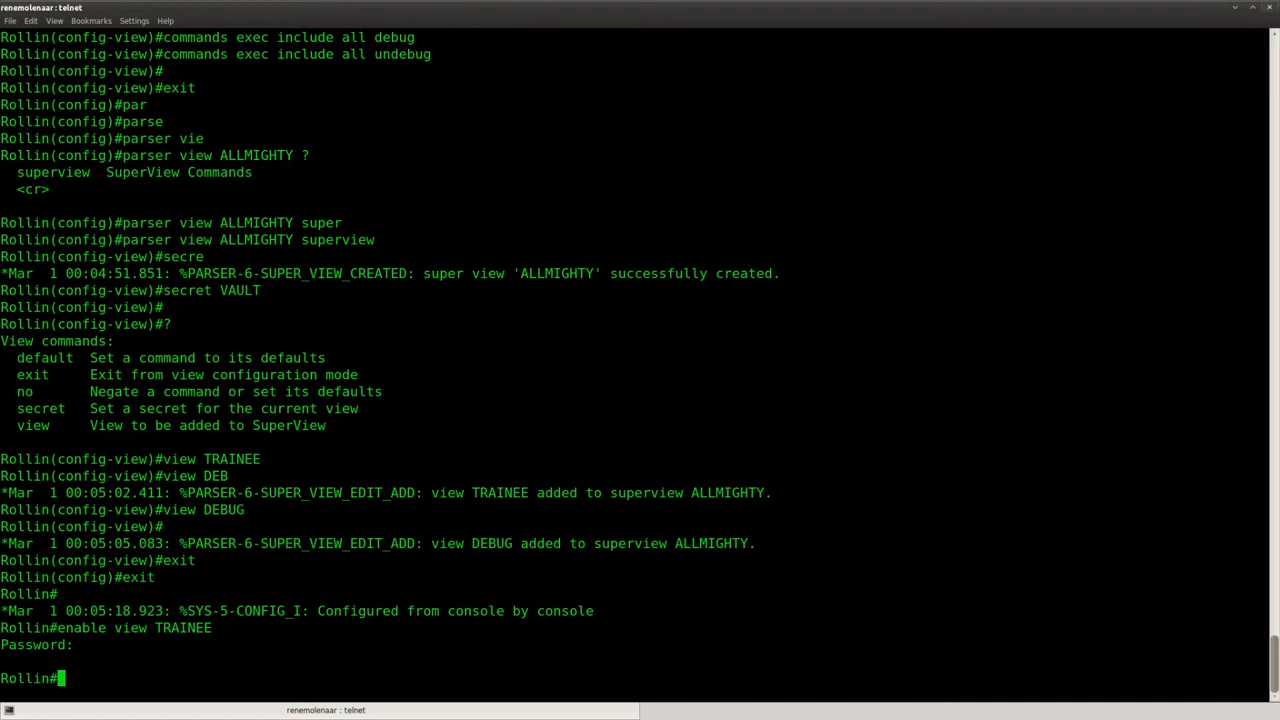 renemolenaar : telnet
File Edit View Bookmarks Settings Help
Rollin(config-view)#commands exec include all debug
Rollin(config-view)#commands exec include all undebug
Rollin(config-view)#
Rollin(config-view)#exit
Rollin(config)#par
Rollin(config)#parse
Rollin(config)#parser vie
Rollin(config)#parser view ALLMIGHTY ?
  superview  SuperView Commands
  <cr>
Rollin(config)#parser view ALLMIGHTY super
Rollin(config)#parser view ALLMIGHTY superview
Rollin(config-view)#secre
*Mar  1 00:04:51.851: %PARSER-6-SUPER_VIEW_CREATED: super view 'ALLMIGHTY' successfully created.
Rollin(config-view)#secret VAULT
Rollin(config-view)#
Rollin(config-view)#?
View commands:
  default  Set a command to its defaults
  exit     Exit from view configuration mode
  no       Negate a command or set its defaults
  secret   Set a secret for the current view
  view     View to be added to SuperView
Rollin(config-view)#view TRAINEE
Rollin(config-view)#view DEB
*Mar  1 00:05:02.411: %PARSER-6-SUPER_VIEW_EDIT_ADD: view TRAINEE added to superview ALLMIGHTY.
Rollin(config-view)#view DEBUG
Rollin(config-view)#
*Mar  1 00:05:05.083: %PARSER-6-SUPER_VIEW_EDIT_ADD: view DEBUG added to superview ALLMIGHTY.
Rollin(config-view)#exit
Rollin(config)#exit
Rollin#
*Mar  1 00:05:18.923: %SYS-5-CONFIG_I: Configured from console by console
Rollin#enable view TRAINEE
Password:
Rollin#
renemolenaar : telnet